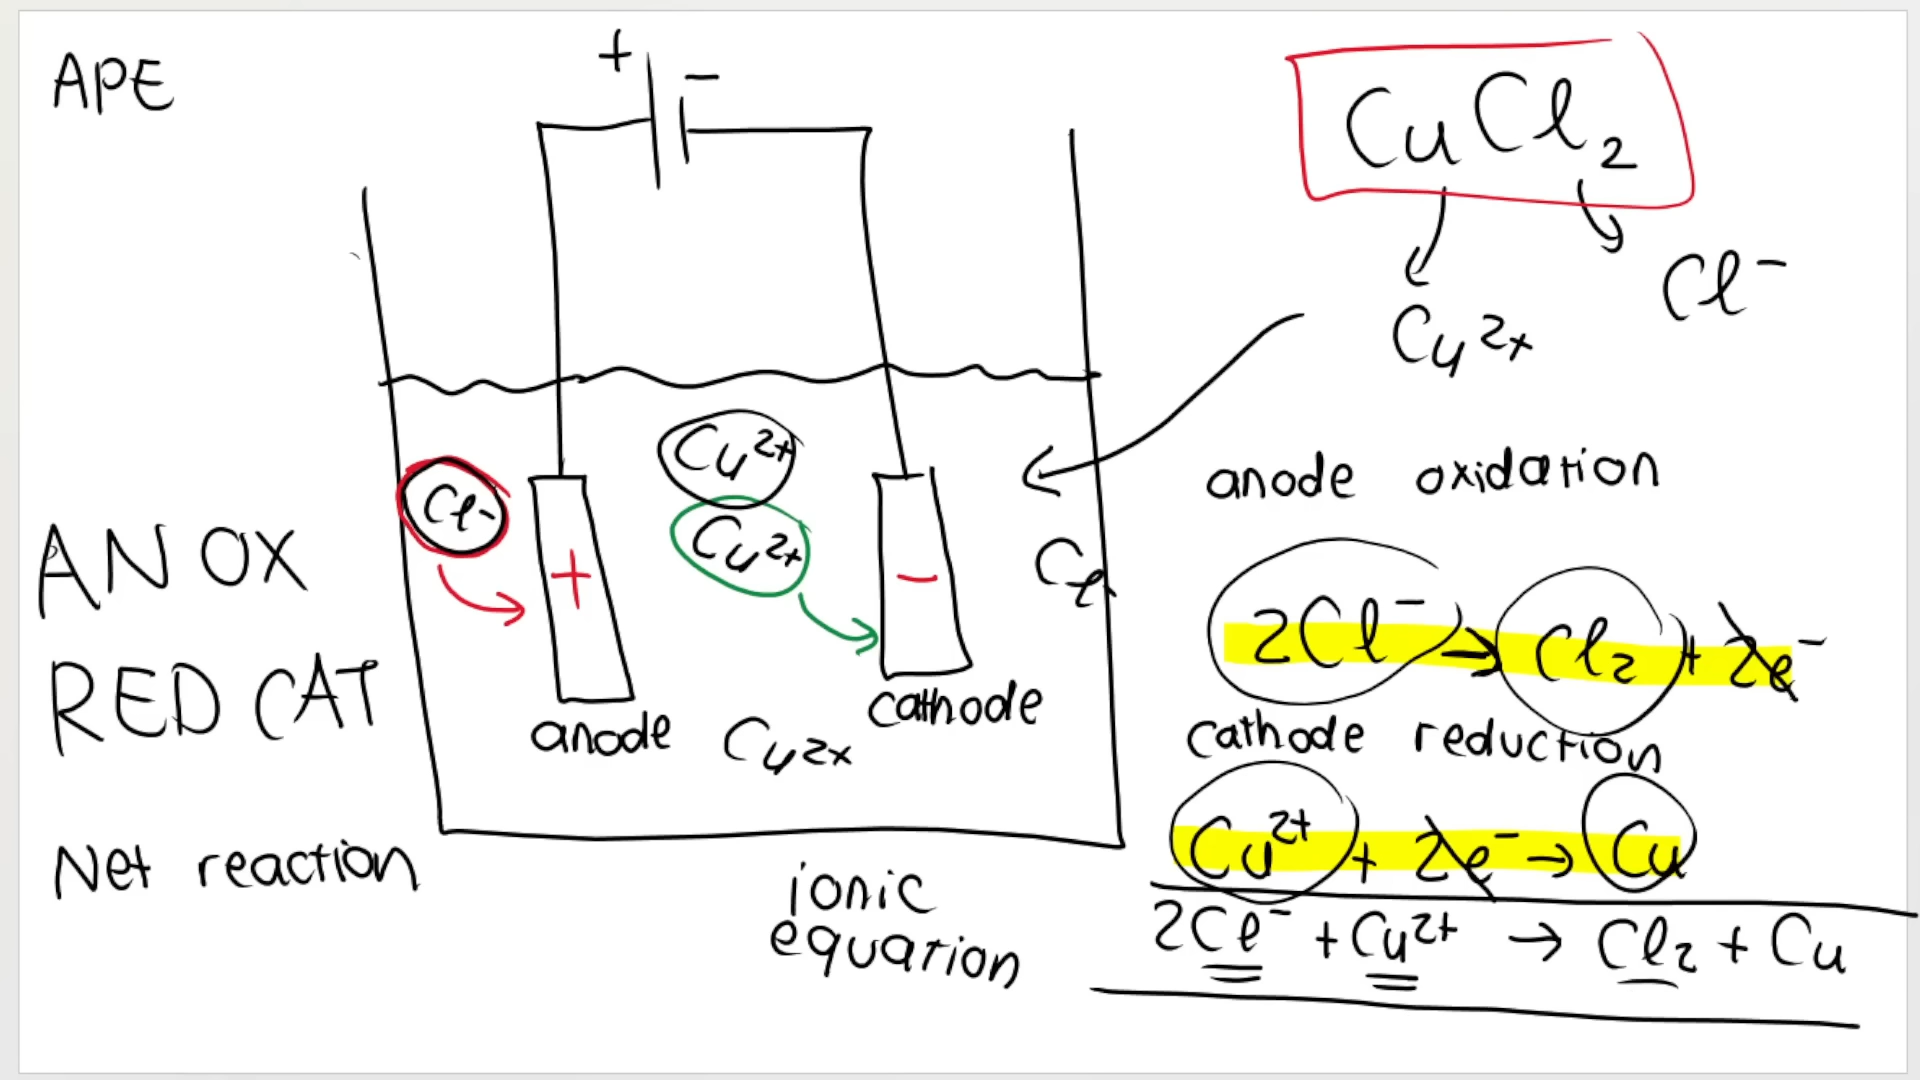 APE
+ −
CuCl₂
Cu²⁺ Cl⁻
Cl⁻ + Cu²⁺ Cu²⁺ − Cl
anode Cu²⁺ cathode
AN OX
RED CAT
Net reaction
ionic
equation
anode oxidation
2Cl⁻ → Cl₂ + 2e⁻
cathode reduction
Cu²⁺ + 2e⁻ → Cu
2Cl⁻ + Cu²⁺ → Cl₂ + Cu